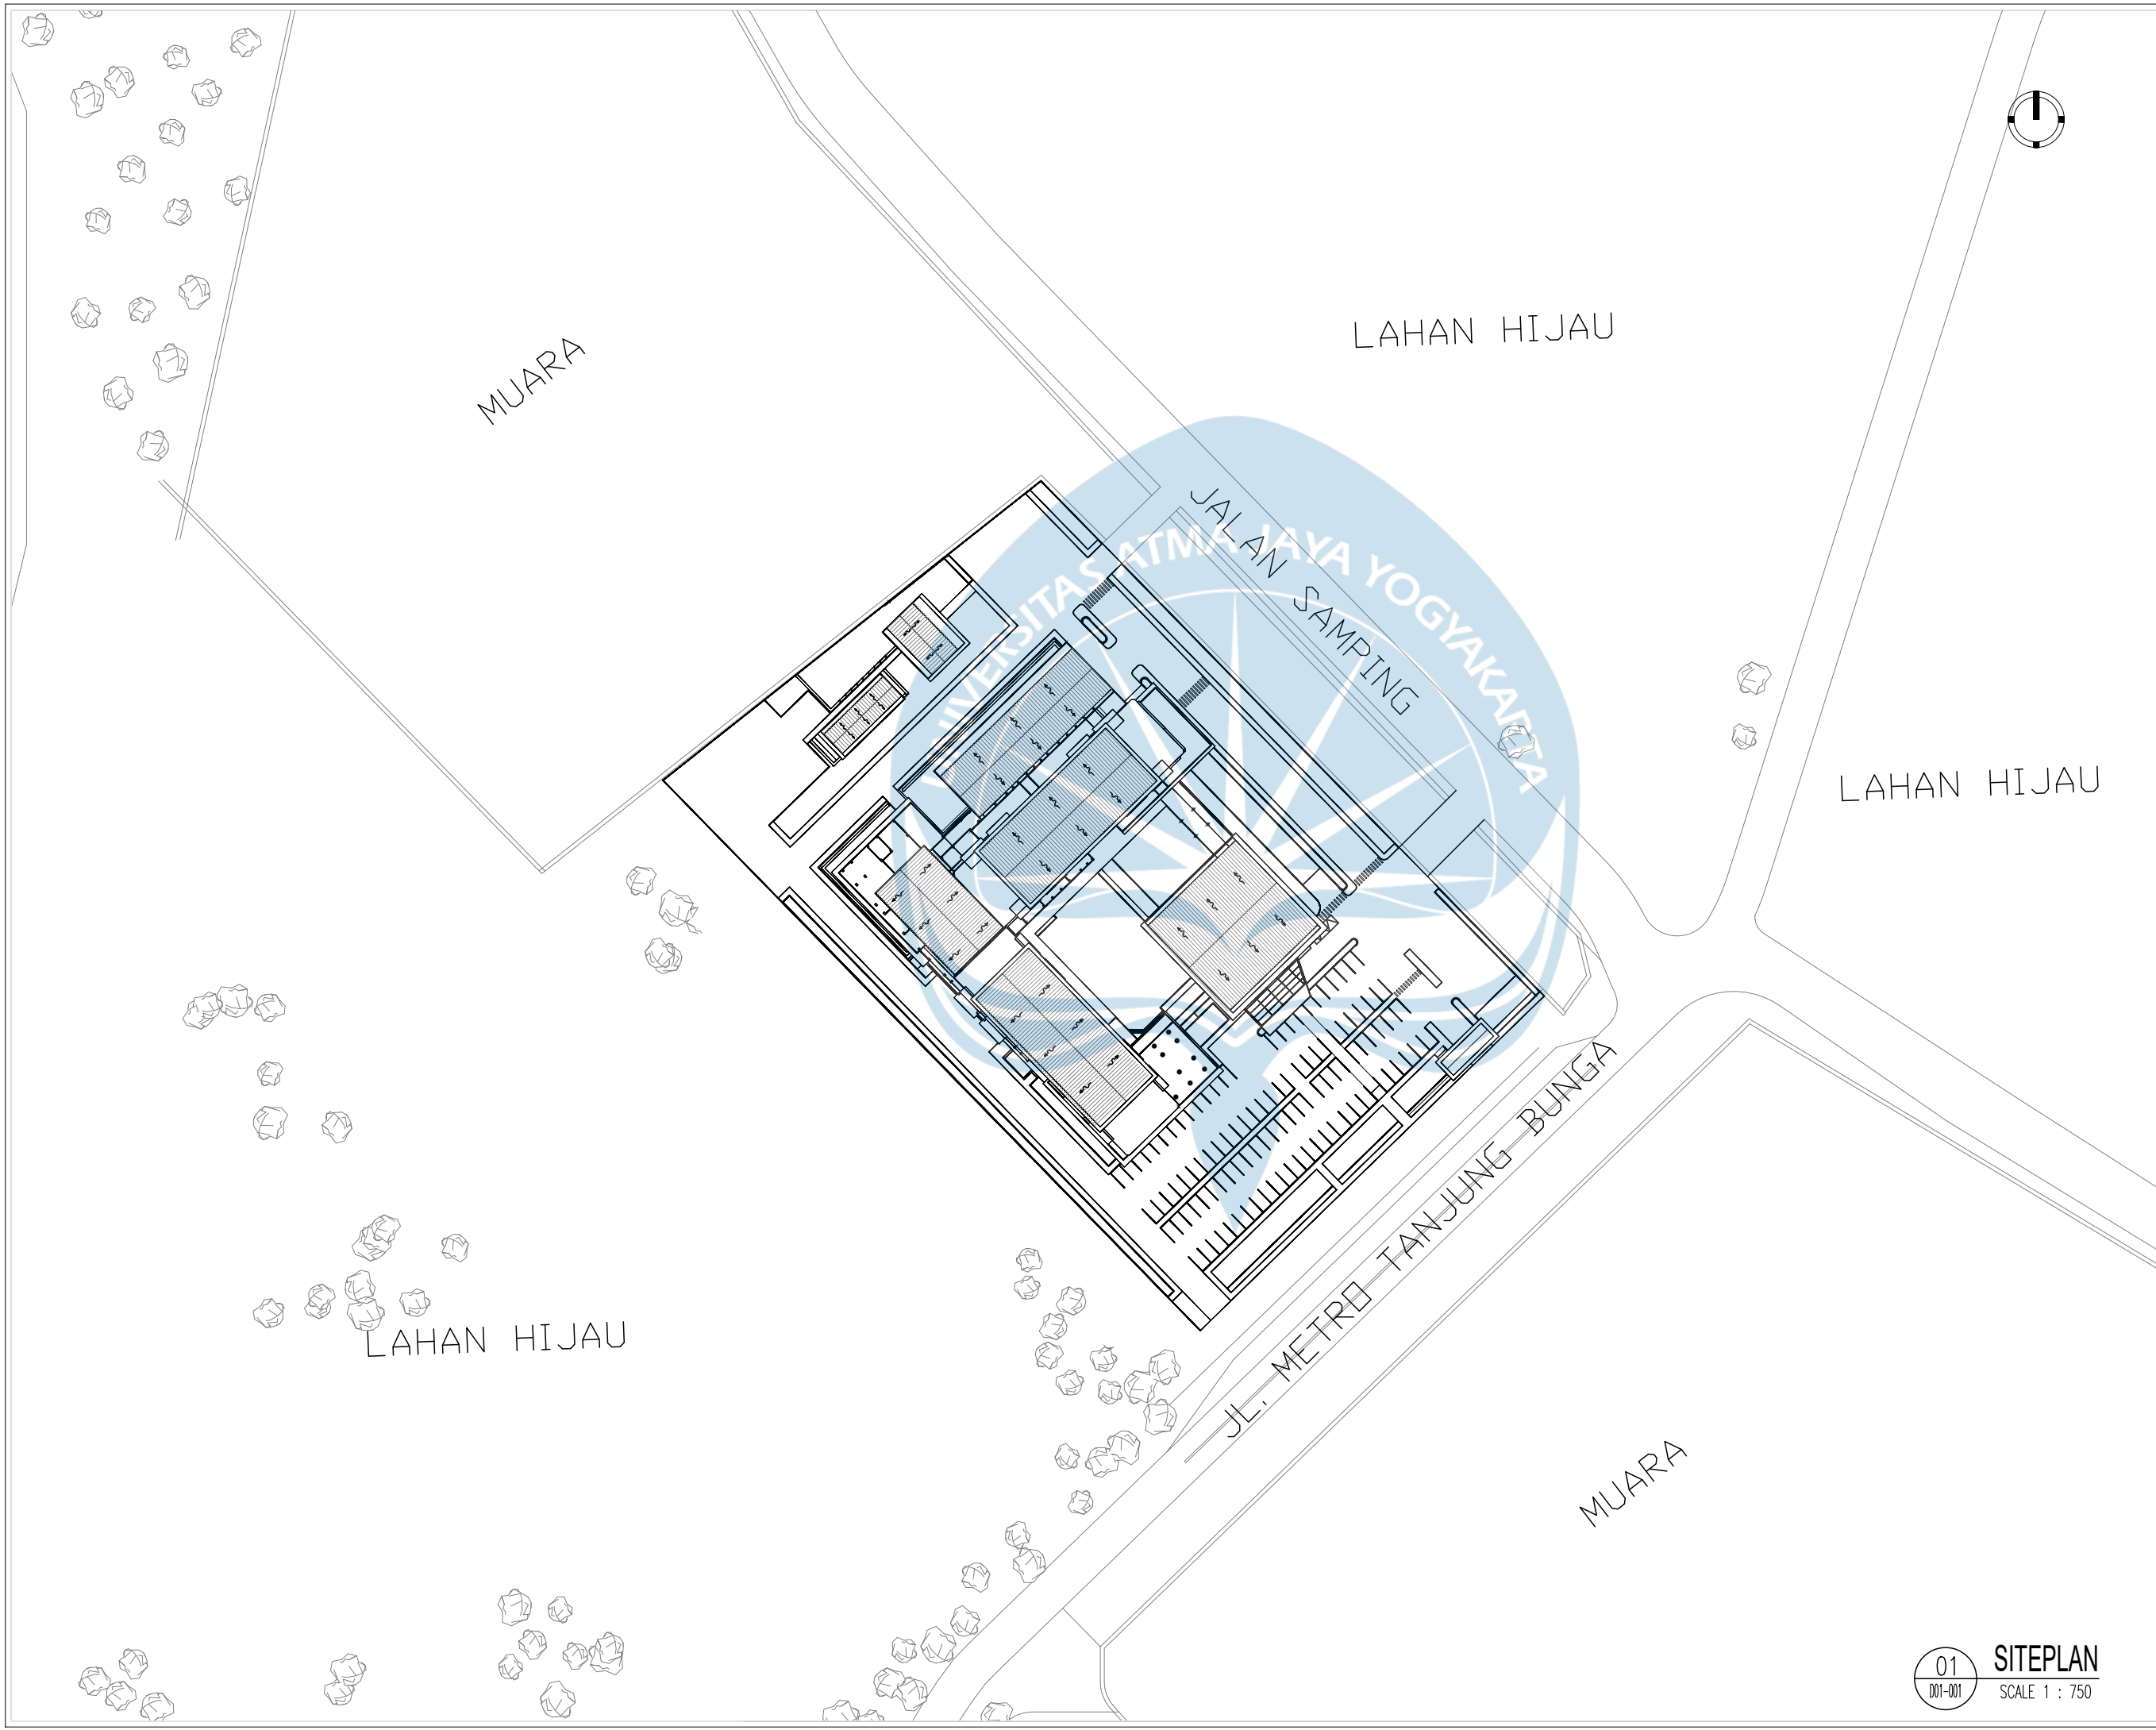 LAHAN HIJAU
MUARA
JALAN SAMPING
UNIVERSITAS ATMA JAYA YOGYAKARTA
LAHAN HIJAU
JL. METRO TANJUNG BUNGA
LAHAN HIJAU
MUARA
01
D01-001
SITEPLAN
SCALE 1 : 750